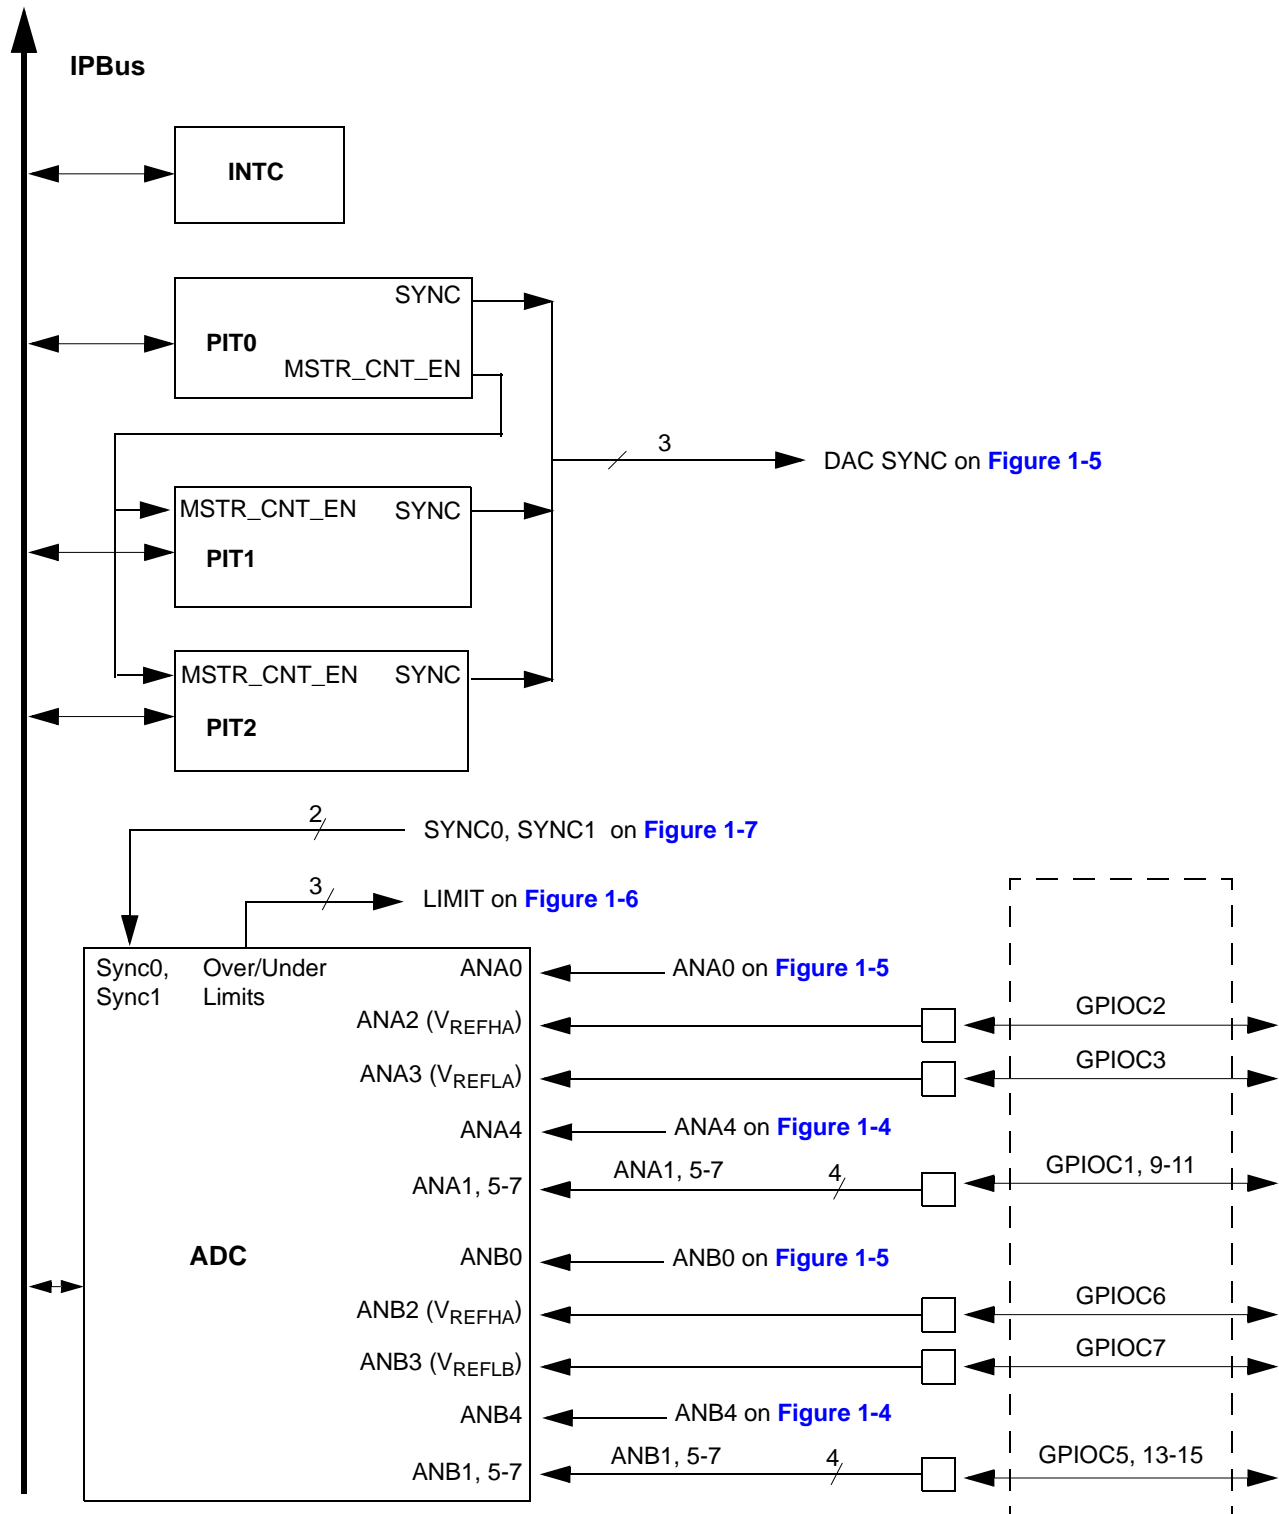 IPBus
INTC
SYNC
PIT0
MSTR_CNT_EN
3
DAC SYNC on Figure 1-5
MSTR_CNT_EN SYNC
PIT1
MSTR_CNT_EN SYNC
PIT2
2
SYNC0, SYNC1 on Figure 1-7
3
LIMIT on Figure 1-6
Sync0, Over/Under ANA0 ANA0 on Figure 1-5
Sync1 Limits
ANA2 (VREFHA) GPIOC2
ANA3 (VREFLA) GPIOC3
ANA4 ANA4 on Figure 1-4
ANA1, 5-7 ANA1, 5-7 4 GPIOC1, 9-11
ADC ANB0 ANB0 on Figure 1-5
ANB2 (VREFHA) GPIOC6
ANB3 (VREFLB) GPIOC7
ANB4 ANB4 on Figure 1-4
ANB1, 5-7 ANB1, 5-7 4 GPIOC5, 13-15